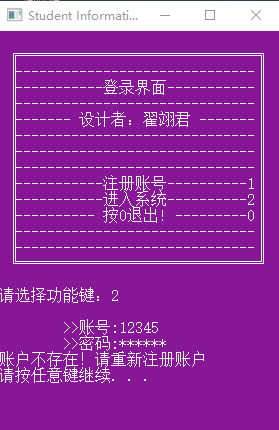 Student Informati...
-----------------------------
-----------登录界面-----------
-----------------------------
------- 设计者：翟翊君 -------
-----------------------------
-----------------------------
-----------------------------
-----------注册账号----------1
-----------进入系统----------2
---------- 按0退出! ---------0
-----------------------------
-----------------------------
请选择功能键：2
>>账号:12345
>>密码:******
账户不存在! 请重新注册账户
请按任意键继续. . .